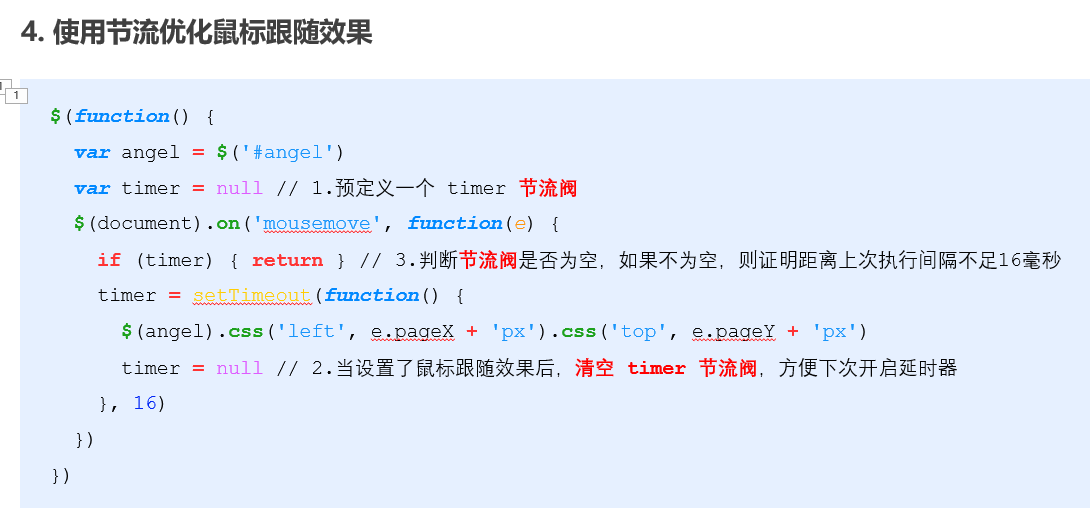 4. 使用节流优化鼠标跟随效果
1
$(function() {
var angel = $('#angel')
var timer = null // 1.预定义一个 timer 节流阀
$(document).on('mousemove', function(e) {
if (timer) { return } // 3.判断节流阀是否为空，如果不为空，则证明距离上次执行间隔不足16毫秒
timer = setTimeout(function() {
$(angel).css('left', e.pageX + 'px').css('top', e.pageY + 'px')
timer = null // 2.当设置了鼠标跟随效果后，清空 timer 节流阀，方便下次开启延时器
}, 16)
})
})